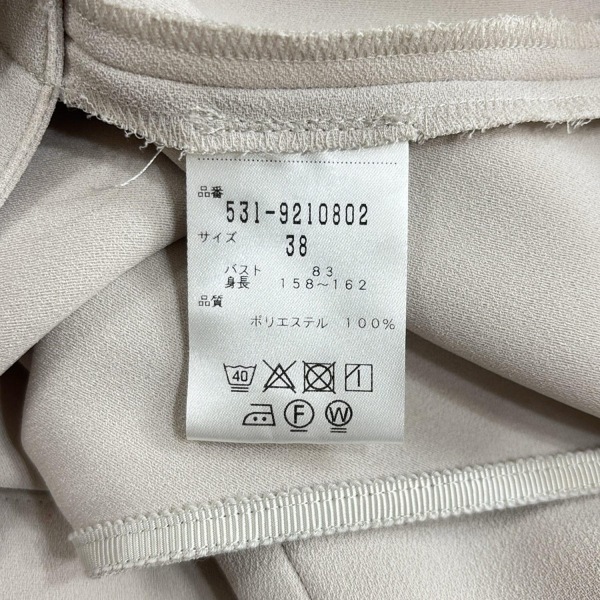 品番
531-9210802
サイズ 38
バスト 83
身長 158～162
品質
ポリエステル 100%
40
F W